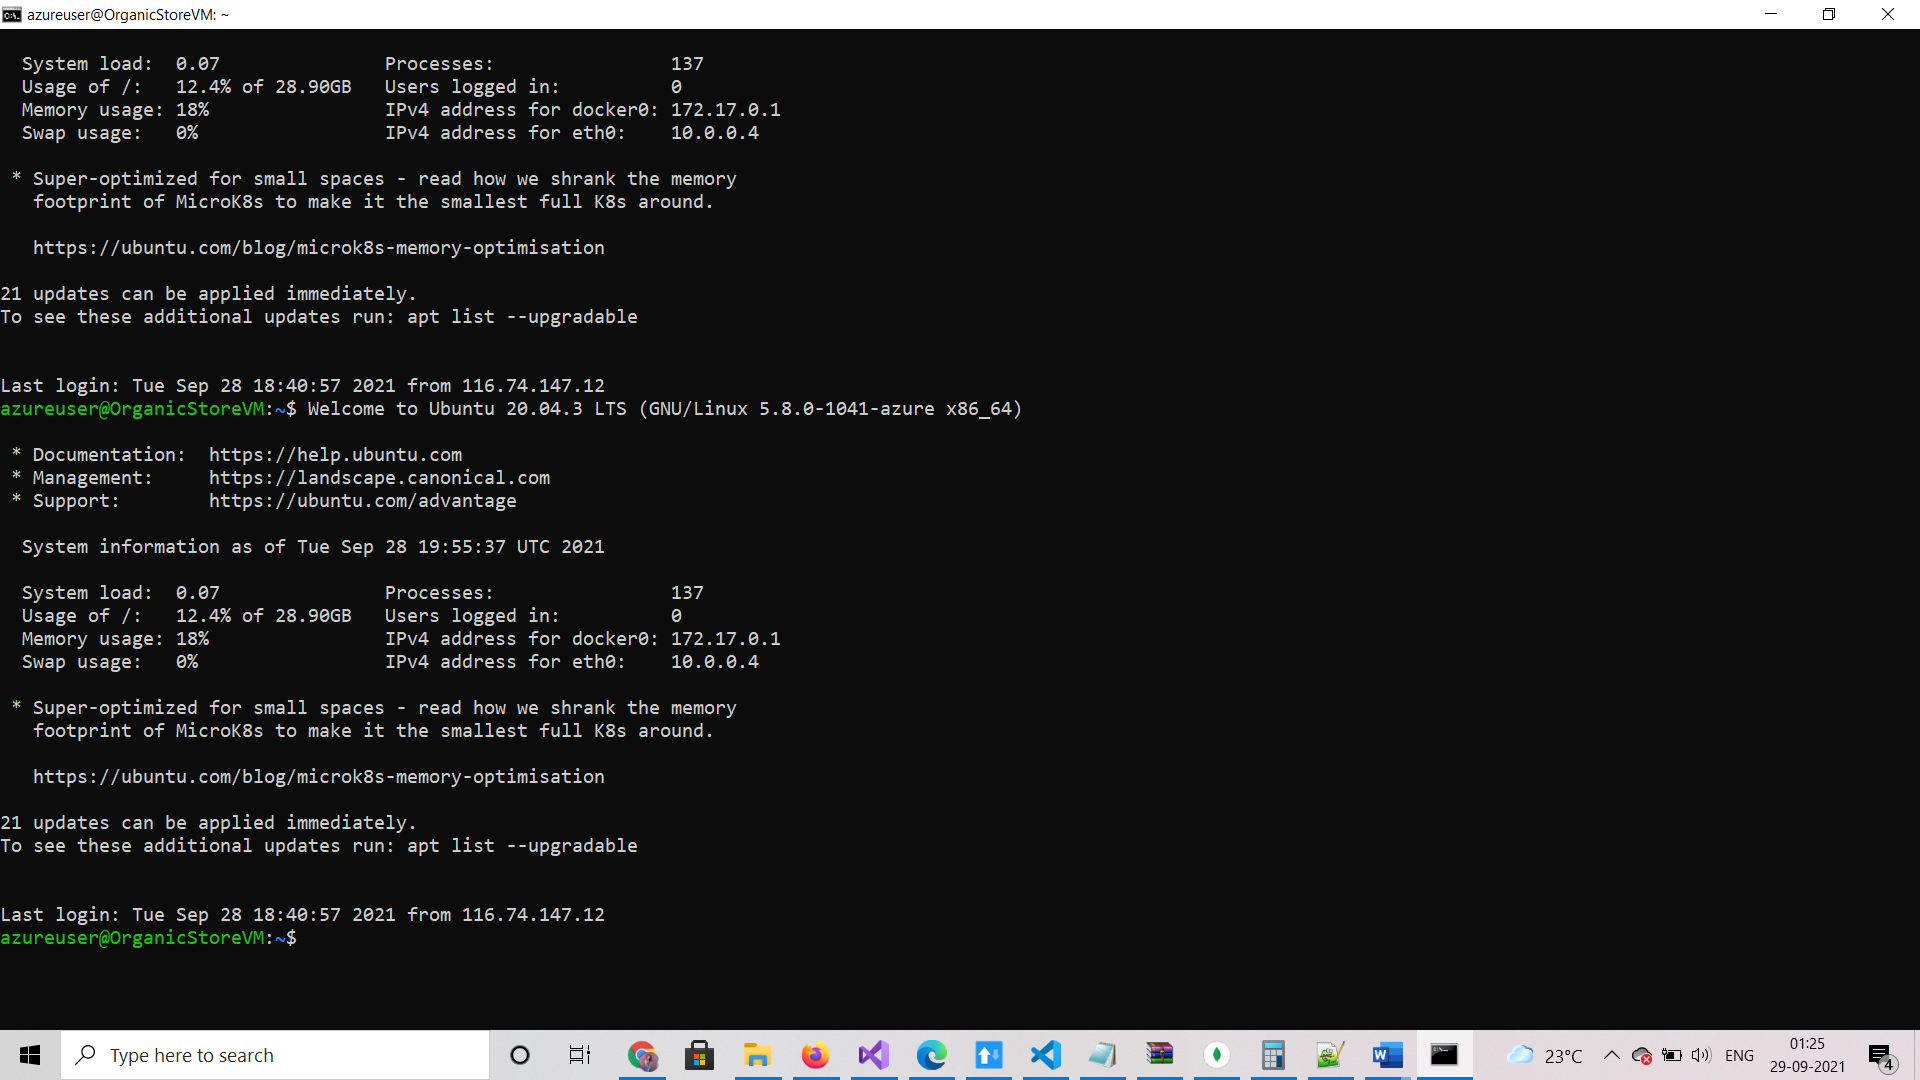 azureuser@OrganicStoreVM: ~
System load:  0.07               Processes:                137
Usage of /:   12.4% of 28.90GB   Users logged in:          0
Memory usage: 18%                IPv4 address for docker0: 172.17.0.1
Swap usage:   0%                 IPv4 address for eth0:    10.0.0.4
* Super-optimized for small spaces - read how we shrank the memory
footprint of MicroK8s to make it the smallest full K8s around.
https://ubuntu.com/blog/microk8s-memory-optimisation
21 updates can be applied immediately.
To see these additional updates run: apt list --upgradable
Last login: Tue Sep 28 18:40:57 2021 from 116.74.147.12
azureuser@OrganicStoreVM:~$ Welcome to Ubuntu 20.04.3 LTS (GNU/Linux 5.8.0-1041-azure x86_64)
* Documentation:  https://help.ubuntu.com
* Management:     https://landscape.canonical.com
* Support:        https://ubuntu.com/advantage
System information as of Tue Sep 28 19:55:37 UTC 2021
System load:  0.07               Processes:                137
Usage of /:   12.4% of 28.90GB   Users logged in:          0
Memory usage: 18%                IPv4 address for docker0: 172.17.0.1
Swap usage:   0%                 IPv4 address for eth0:    10.0.0.4
* Super-optimized for small spaces - read how we shrank the memory
footprint of MicroK8s to make it the smallest full K8s around.
https://ubuntu.com/blog/microk8s-memory-optimisation
21 updates can be applied immediately.
To see these additional updates run: apt list --upgradable
Last login: Tue Sep 28 18:40:57 2021 from 116.74.147.12
azureuser@OrganicStoreVM:~$
Type here to search
23°C
ENG
01:25
29-09-2021
4